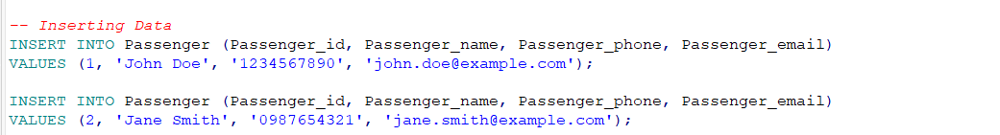 -- Inserting Data
INSERT INTO Passenger (Passenger_id, Passenger_name, Passenger_phone, Passenger_email)
VALUES (1, 'John Doe', '1234567890', 'john.doe@example.com');
INSERT INTO Passenger (Passenger_id, Passenger_name, Passenger_phone, Passenger_email)
VALUES (2, 'Jane Smith', '0987654321', 'jane.smith@example.com');